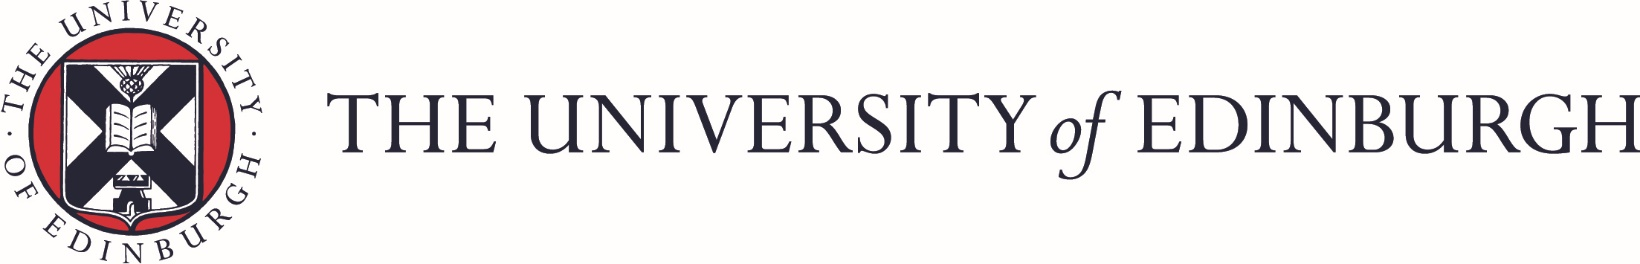 THE UNIVERSITY
· OF EDINBURGH ·
THE UNIVERSITY of EDINBURGH